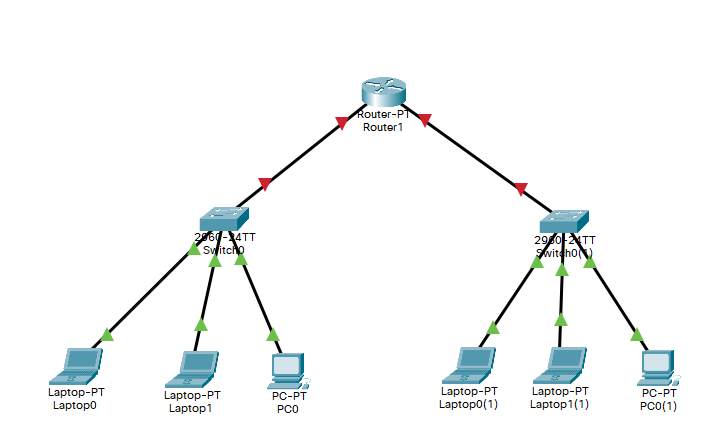 Router-PT
Router1
2960-24TT
Switch0
2960-24TT
Switch0(1)
Laptop-PT
Laptop0
Laptop-PT
Laptop1
PC-PT
PC0
Laptop-PT
Laptop0(1)
Laptop-PT
Laptop1(1)
PC-PT
PC0(1)